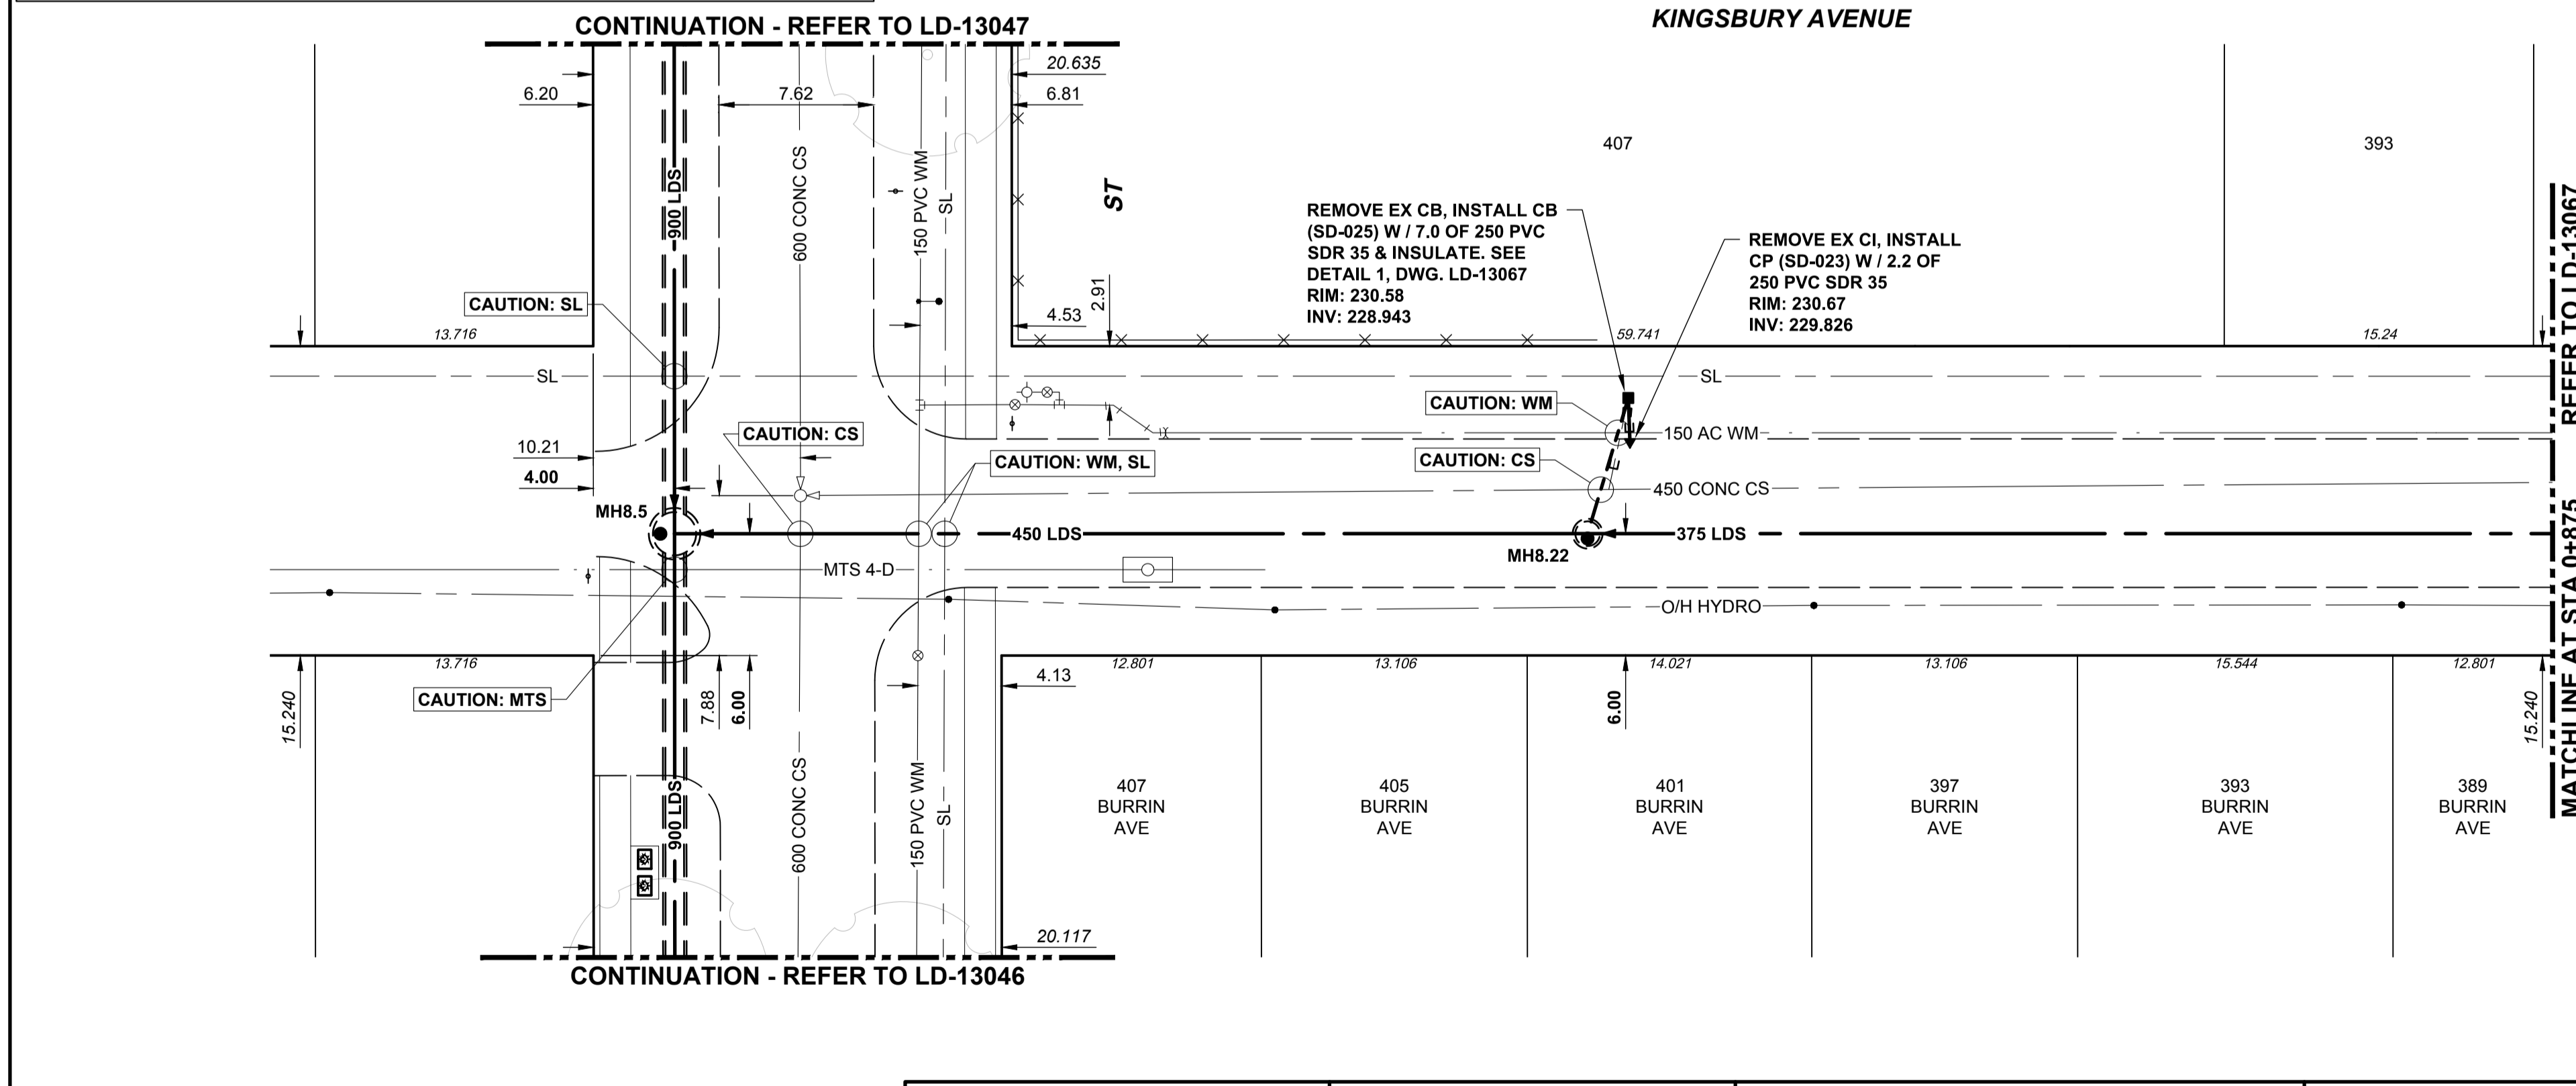 CONTINUATION - REFER TO LD-13047
KINGSBURY AVENUE
20.635
6.20
7.62
6.81
407
393
900 LDS
600 CONC CS
150 PVC WM
SL
ST
REMOVE EX CB, INSTALL CB
(SD-025) W / 7.0 OF 250 PVC
SDR 35 & INSULATE. SEE
DETAIL 1, DWG. LD-13067
RIM: 230.58
INV: 228.943
REMOVE EX CI, INSTALL
CP (SD-023) W / 2.2 OF
250 PVC SDR 35
RIM: 230.67
INV: 229.826
CAUTION: SL
2.91
4.53
13.716
59.741
15.24
SL
SL
CAUTION: WM
150 AC WM
10.21
CAUTION: CS
CAUTION: WM, SL
CAUTION: CS
4.00
450 CONC CS
MH8.5
450 LDS
375 LDS
MH8.22
MTS 4-D
O/H HYDRO
13.716
12.801
13.106
14.021
13.106
15.544
12.801
4.13
CAUTION: MTS
15.240
7.88
6.00
6.00
15.240
900 LDS
600 CONC CS
150 PVC WM
SL
407
BURRIN
AVE
405
BURRIN
AVE
401
BURRIN
AVE
397
BURRIN
AVE
393
BURRIN
AVE
389
BURRIN
AVE
20.117
CONTINUATION - REFER TO LD-13046
MATCHLINE AT STA 0+875 REFER TO LD-13067